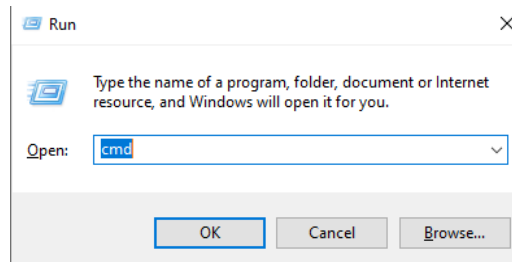 Run
Type the name of a program, folder, document or Internet
resource, and Windows will open it for you.
Open:
cmd
OK
Cancel
Browse...